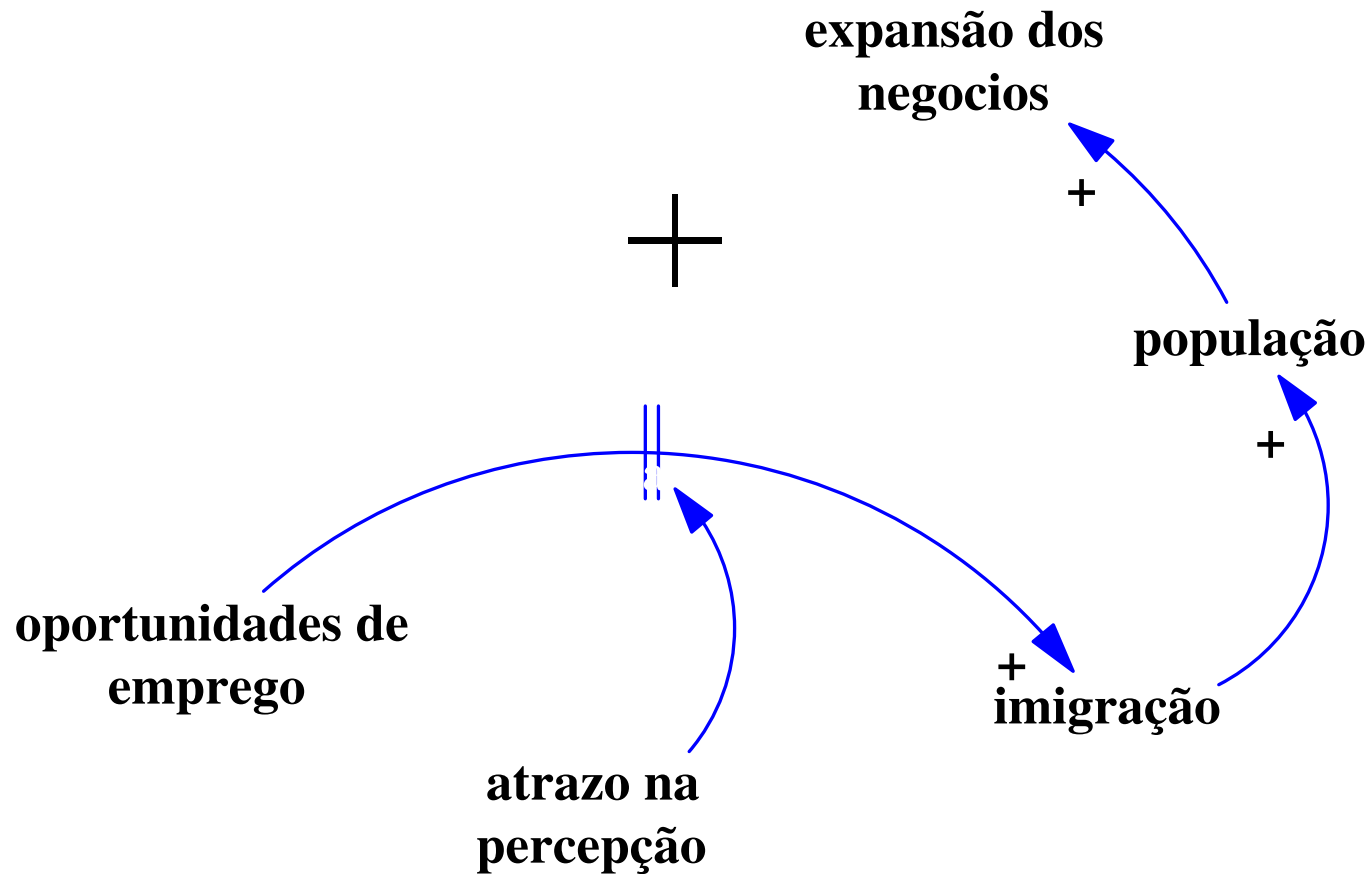 expansão dos
negocios
+
+
população
+
oportunidades de
emprego
+
imigração
atrazo na
percepção